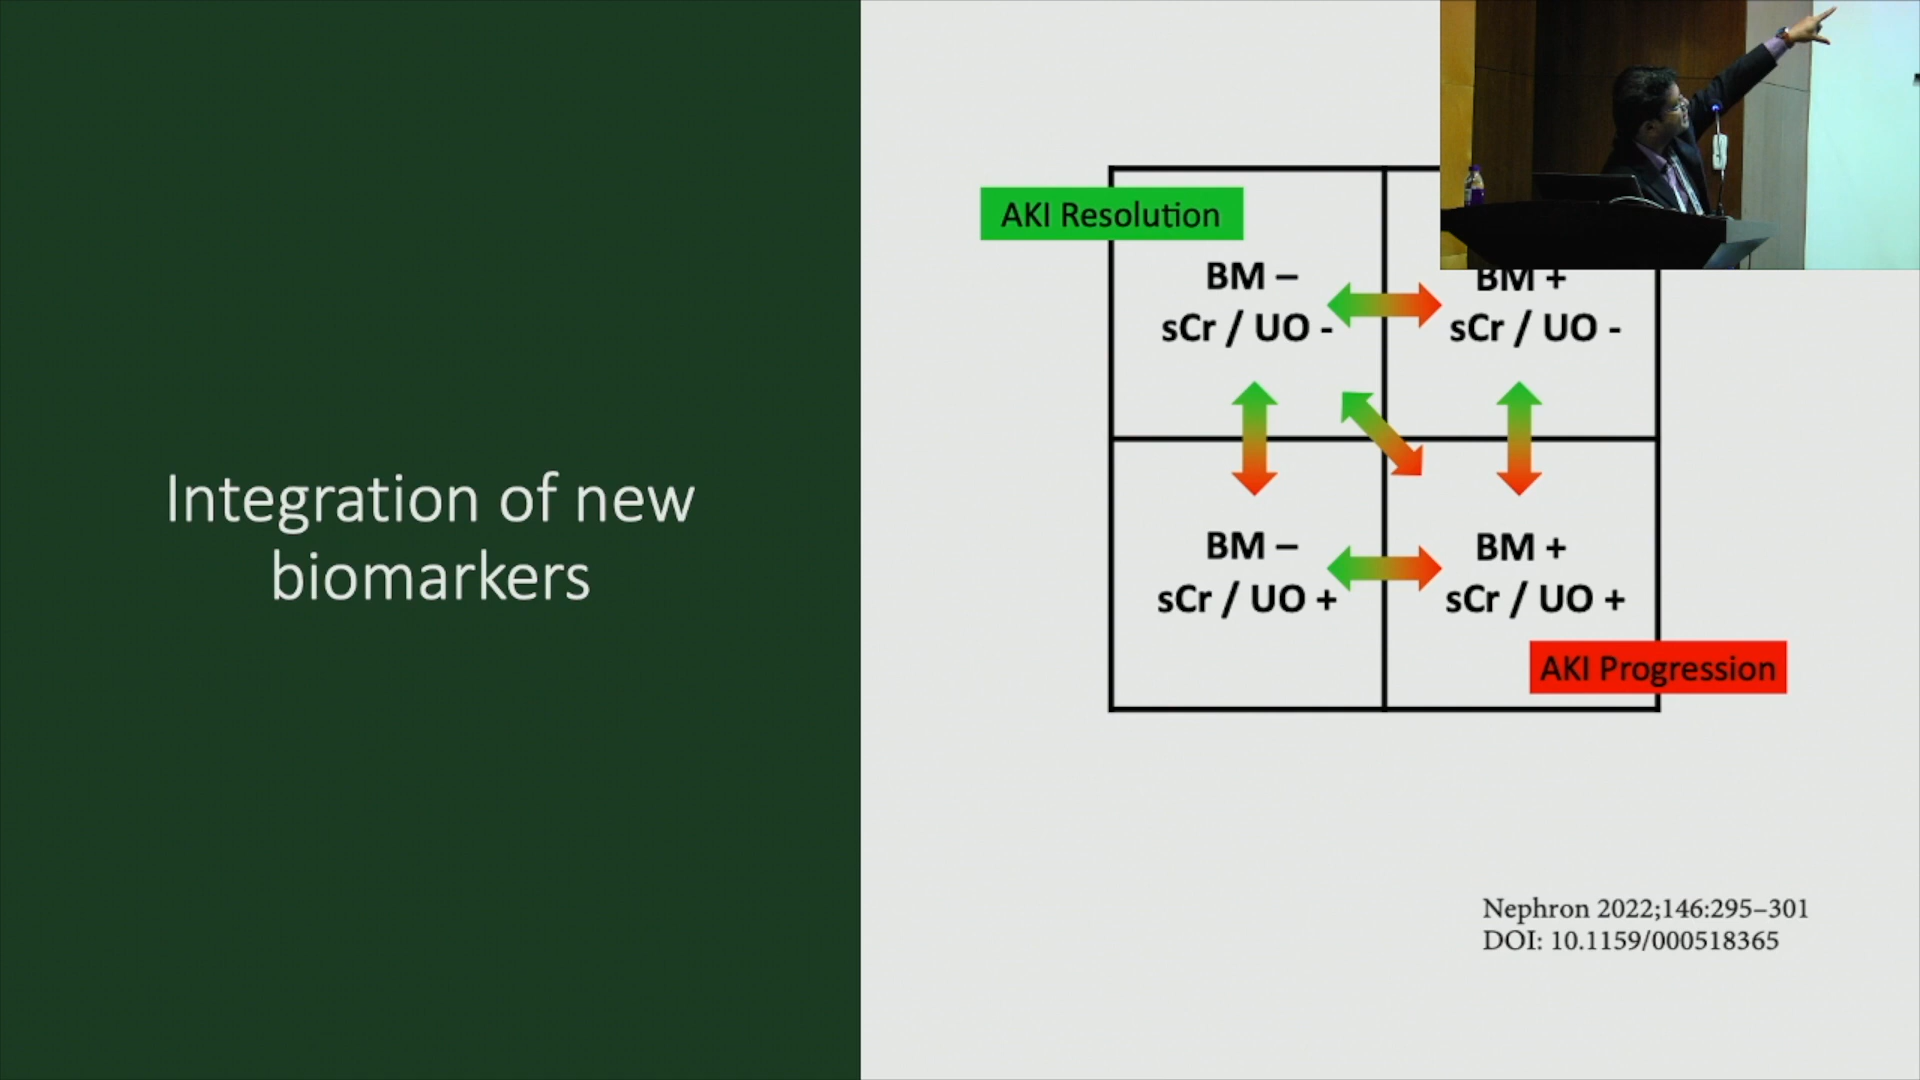 Integration of new
biomarkers
AKI Resolution
BM –
sCr / UO -
BM +
sCr / UO -
BM –
sCr / UO +
BM +
sCr / UO +
AKI Progression
Nephron 2022;146:295–301
DOI: 10.1159/000518365